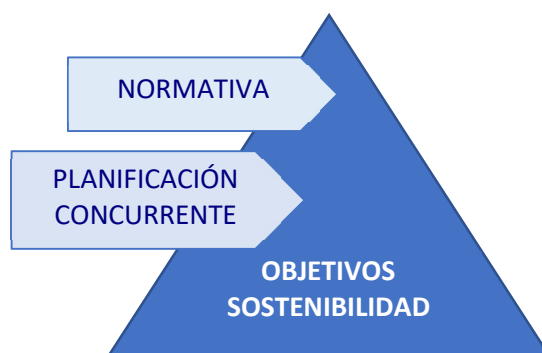 NORMATIVA
PLANIFICACIÓN
CONCURRENTE
OBJETIVOS
SOSTENIBILIDAD